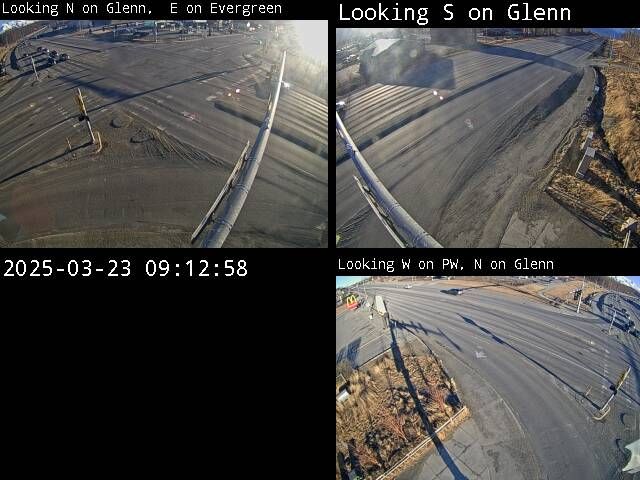 Looking N on Glenn,  E on Evergreen
Looking S on Glenn
2025-03-23 09:12:58
Looking W on PW, N on Glenn